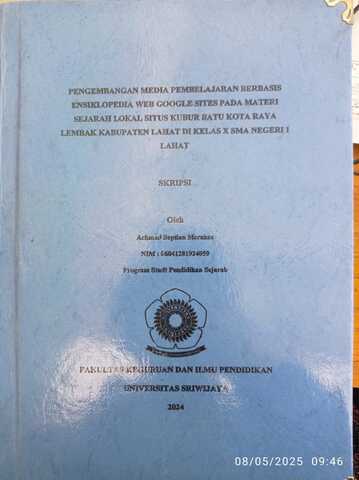 PENGEMBANGAN MEDIA PEMBELAJARAN BERBASIS
ENSIKLOPEDIA WEB GOOGLE SITES PADA MATERI
SEJARAH LOKAL SITUS KUBUR BATU KOTA RAYA
LEMBAK KABUPATEN LAHAT DI KELAS X SMA NEGERI 1
LAHAT
SKRIPSI
Oleh
Achmad Septian
NIM : 06041281924059
Program Studi Pendidikan Sejarah
FAKULTAS KEGURUAN DAN ILMU PENDIDIKAN
UNIVERSITAS SRIWIJAYA
2024
08/05/2025 09:46